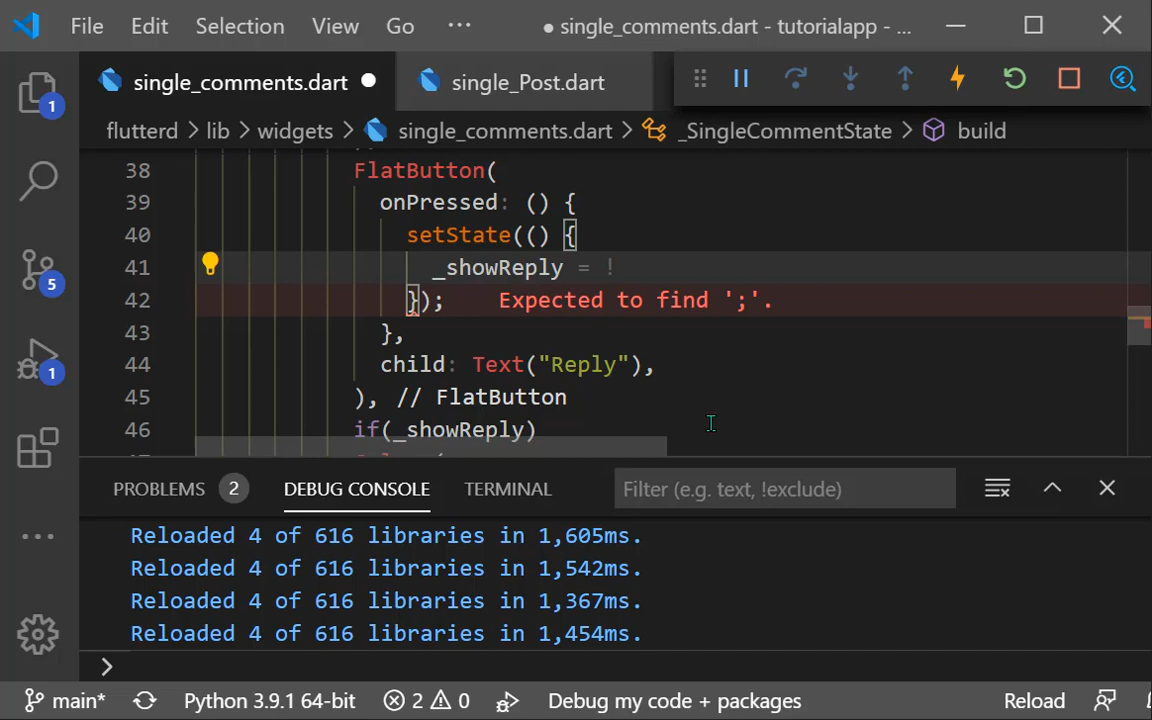 File Edit Selection View Go ··· ● single_comments.dart - tutorialapp - ...
single_comments.dart ● single_Post.dart
flutterd > lib > widgets > single_comments.dart > _SingleCommentState > build
38 FlatButton(
39 onPressed: () {
40 setState(() {
41 _showReply = !
42 }); Expected to find ';'.
43 },
44 child: Text("Reply"),
45 ), // FlatButton
46 if(_showReply)
1
5
1
PROBLEMS 2 DEBUG CONSOLE TERMINAL Filter (e.g. text, !exclude)
Reloaded 4 of 616 libraries in 1,605ms.
Reloaded 4 of 616 libraries in 1,542ms.
Reloaded 4 of 616 libraries in 1,367ms.
Reloaded 4 of 616 libraries in 1,454ms.
>
main* Python 3.9.1 64-bit 2 0 Debug my code + packages Reload